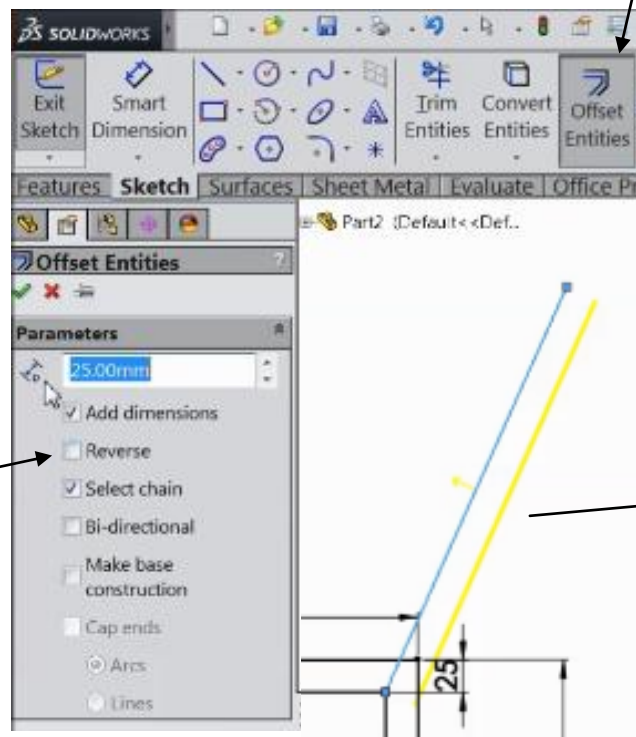 SOLIDWORKS
Exit Sketch
Smart Dimension
Trim Entities
Convert Entities
Offset Entities
Features Sketch Surfaces Sheet Metal Evaluate Office
Part2 (Default<<Def...
Offset Entities ?
Parameters
25.00mm
Add dimensions
Reverse
Select chain
Bi-directional
Make base
construction
Cap ends
Arcs
Lines
25